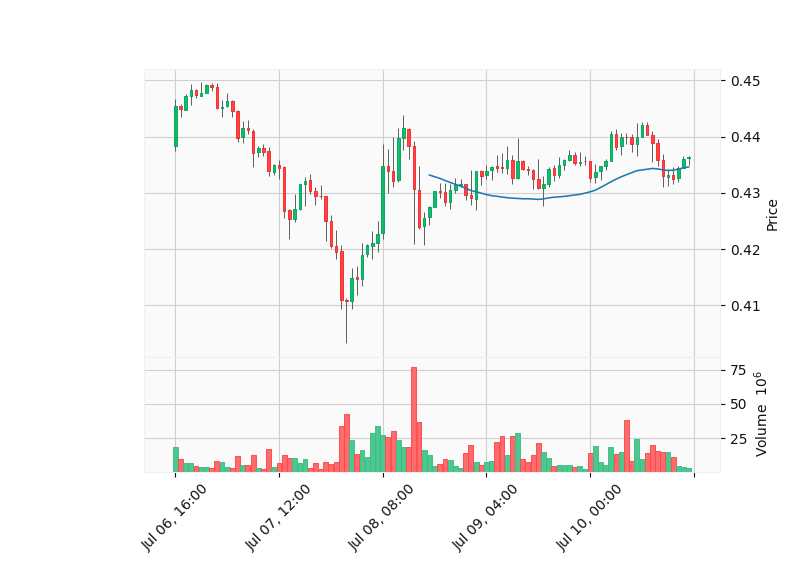 0.45
0.44
0.43
0.42
0.41
Price
75
50
25
Volume 10^6
Jul 06, 16:00
Jul 07, 12:00
Jul 08, 08:00
Jul 09, 04:00
Jul 10, 00:00